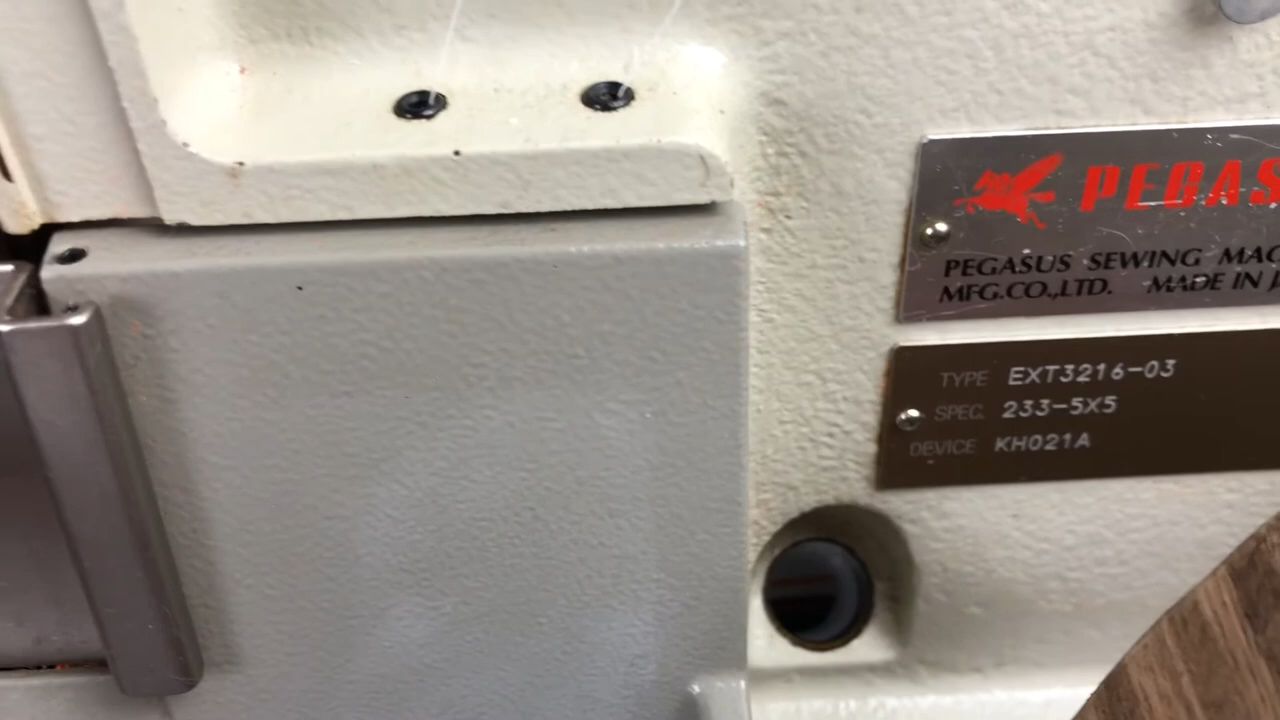 PEGAS
PEGASUS SEWING MAC
MFG.CO.,LTD. MADE IN J
TYPE EXT3216-03
SPEC. 233-5X5
DEVICE KH021A